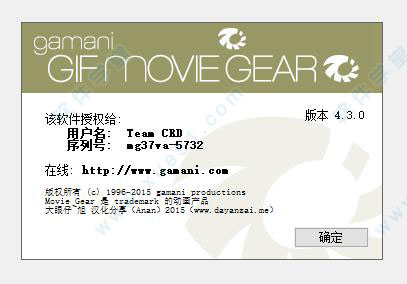 gamani
GIF MOVIE GEAR
该软件授权给:
版本 4.3.0
用户名: Team CRD
序列号: mg37va-5732
在线: http://www.gamani.com
版权所有 (c) 1996-2015 gamani productions
Movie Gear 是 trademark 的动画产品
大眼仔~旭 汉化分享（Anan）2015（www.dayanzai.me）
确定